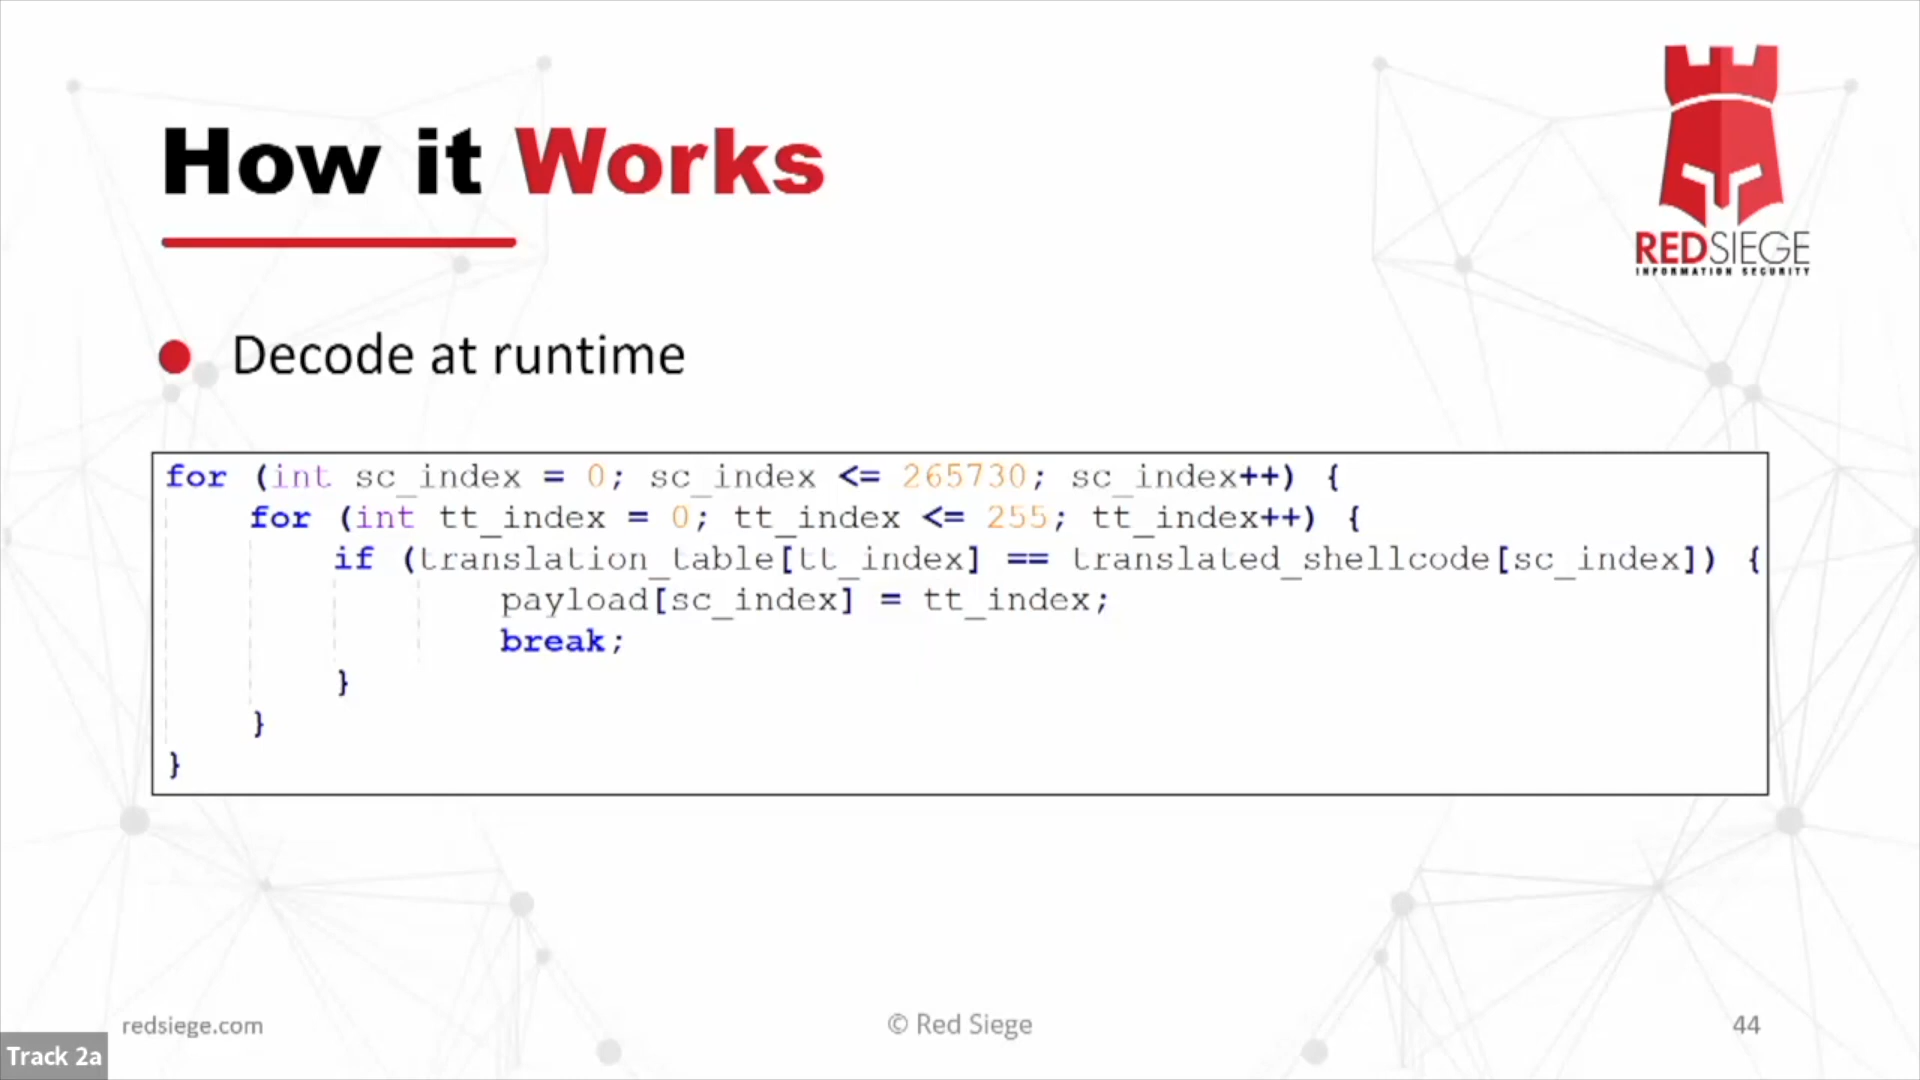 How it Works
REDSIEGE
INFORMATION SECURITY
Decode at runtime
for (int sc_index = 0; sc_index <= 265730; sc_index++) {
for (int tt_index = 0; tt_index <= 255; tt_index++) {
if (translation_table[tt_index] == translated_shellcode[sc_index]) {
payload[sc_index] = tt_index;
break;
}
}
}
redsiege.com
© Red Siege
44
Track 2a